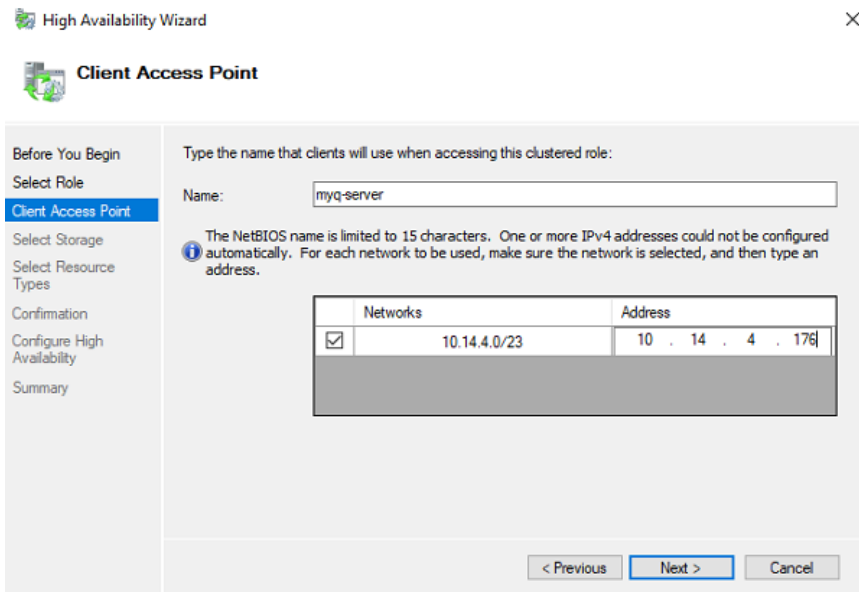 High Availability Wizard
Client Access Point
Before You Begin
Select Role
Client Access Point
Select Storage
Select Resource
Types
Confirmation
Configure High
Availability
Summary
Type the name that clients will use when accessing this clustered role:
Name: myq-server
The NetBIOS name is limited to 15 characters. One or more IPv4 addresses could not be configured
automatically. For each network to be used, make sure the network is selected, and then type an
address.
Networks Address
10.14.4.0/23 10 . 14 . 4 . 176
< Previous Next > Cancel